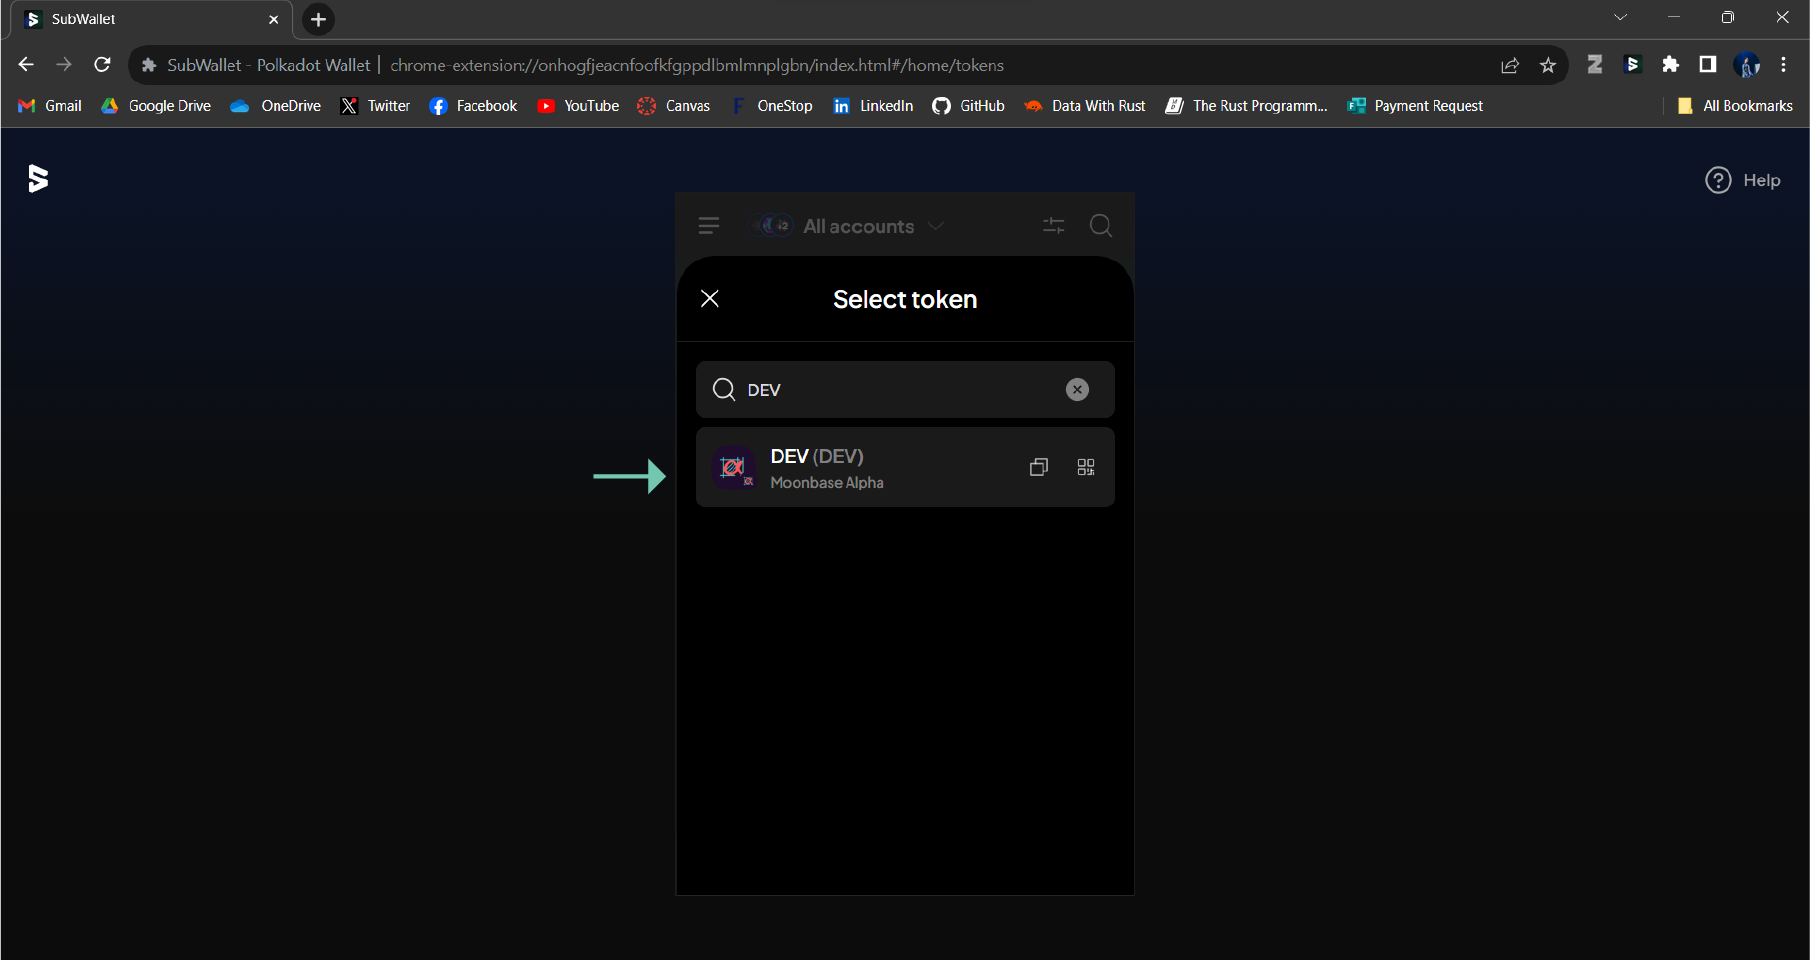 SubWallet
SubWallet - Polkadot Wallet | chrome-extension://onhogfjeacnfoofkfgppdlbmlmnplgbn/index.html#/home/tokens
Gmail Google Drive OneDrive Twitter Facebook YouTube Canvas OneStop LinkedIn GitHub Data With Rust The Rust Programm... Payment Request All Bookmarks
Help
All accounts
Select token
DEV
DEV (DEV)
Moonbase Alpha